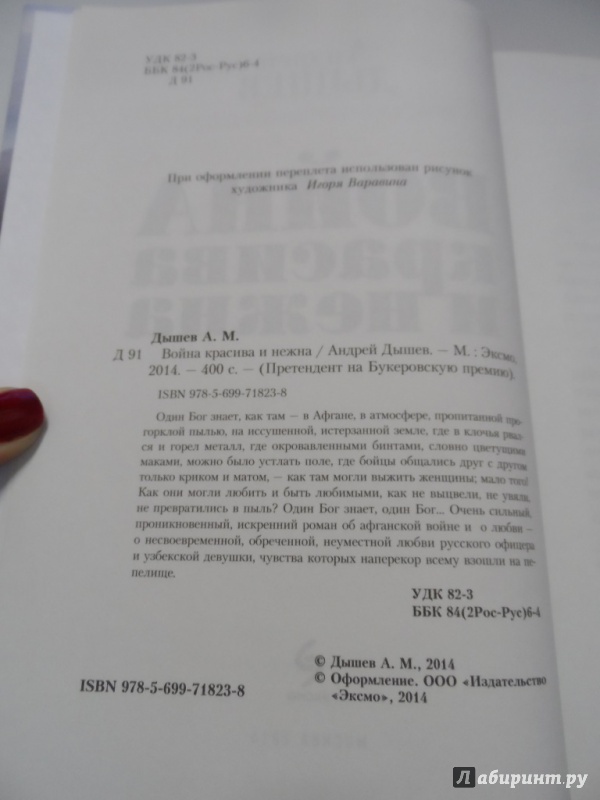 УДК 82-3
ББК 84(2Рос-Рус)6-4
Д 91
При оформлении переплета использован рисунок
художника Игоря Варавина
ВОЙНА
красива
и нежна
Дышев А. М.
Д 91 Война красива и нежна / Андрей Дышев. — М. : Эксмо,
2014. — 400 с. — (Претендент на Букеровскую премию).
ISBN 978-5-699-71823-8
Один Бог знает, как там — в Афгане, в атмосфере, пропитанной про-
горклой пылью, на иссушенной, истерзанной земле, где в клочья рвал-
ся и горел металл, где окровавленными бинтами, словно цветущими
маками, можно было устлать поле, где бойцы общались друг с другом
только криком и матом, — как там могли выжить женщины; мало того!
Как они могли любить и быть любимыми, как не выцвели, не увяли,
не превратились в пыль? Один Бог знает, один Бог... Очень сильный,
проникновенный, искренний роман об афганской войне и о любви —
о несвоевременной, обреченной, неуместной любви русского офицера
и узбекской девушки, чувства которых наперекор всему взошли на пе-
пелище.
УДК 82-3
ББК 84(2Рос-Рус)6-4
© Дышев А. М., 2014
© Оформление. ООО «Издательство
«Эксмо», 2014
ISBN 978-5-699-71823-8
лабиринт.ру